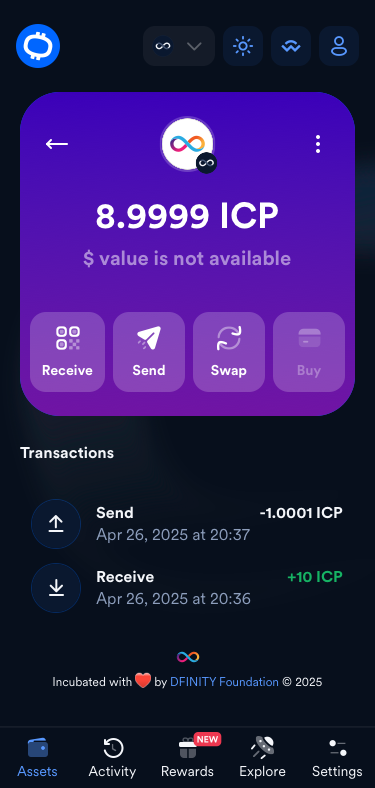 8.9999 ICP
$ value is not available
Receive
Send
Swap
Buy
Transactions
Send
-1.0001 ICP
Apr 26, 2025 at 20:37
Receive
+10 ICP
Apr 26, 2025 at 20:36
Incubated with ❤️ by DFINITY Foundation © 2025
NEW
Assets
Activity
Rewards
Explore
Settings